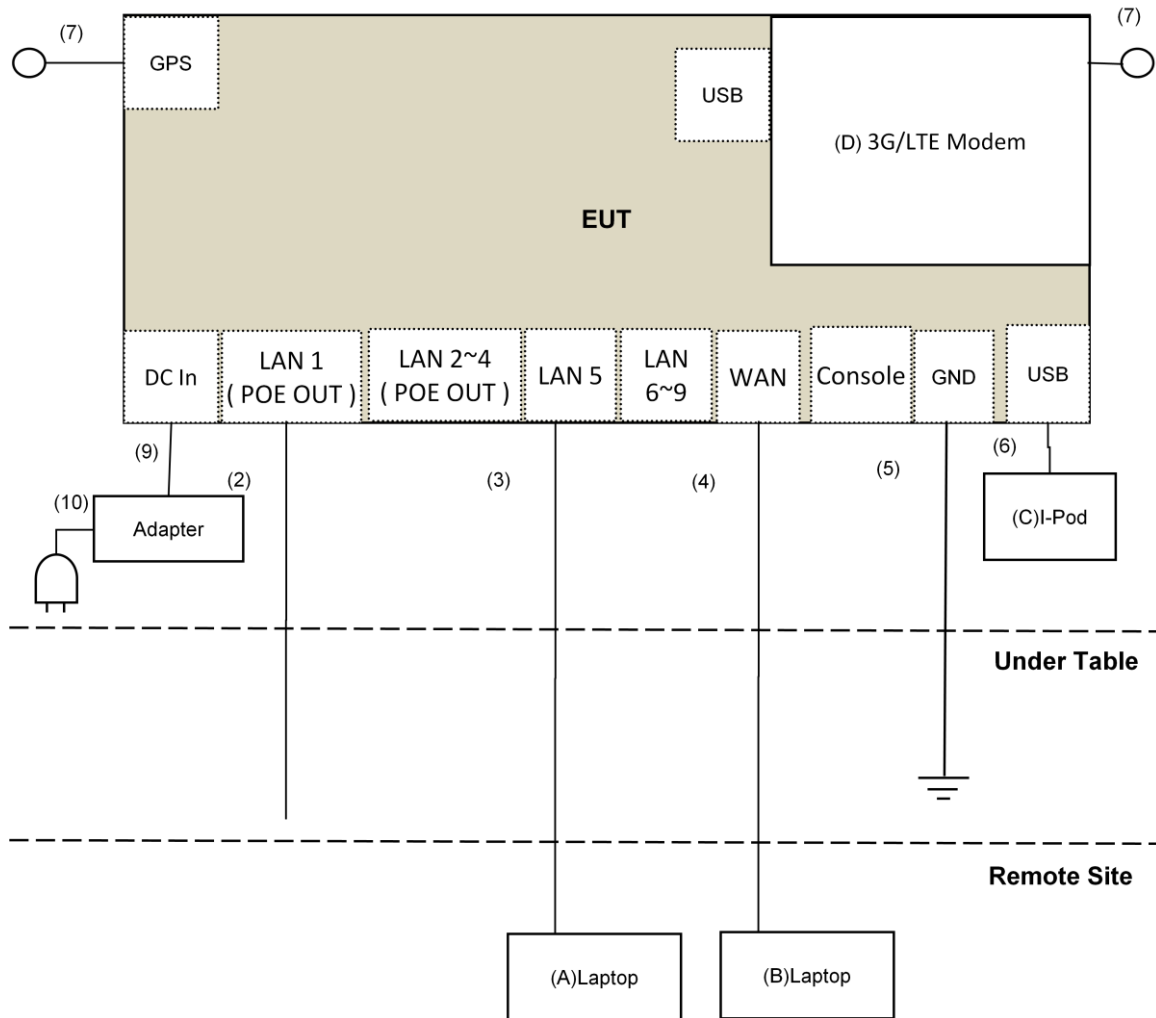 (7)
(7)
GPS
USB
(D) 3G/LTE Modem
EUT
DC In
LAN 1
( POE OUT )
LAN 2~4
( POE OUT )
LAN 5
LAN
6~9
WAN
Console
GND
USB
(9)
(2)
(3)
(4)
(5)
(6)
(10)
Adapter
(C)I-Pod
Under Table
Remote Site
(A)Laptop
(B)Laptop